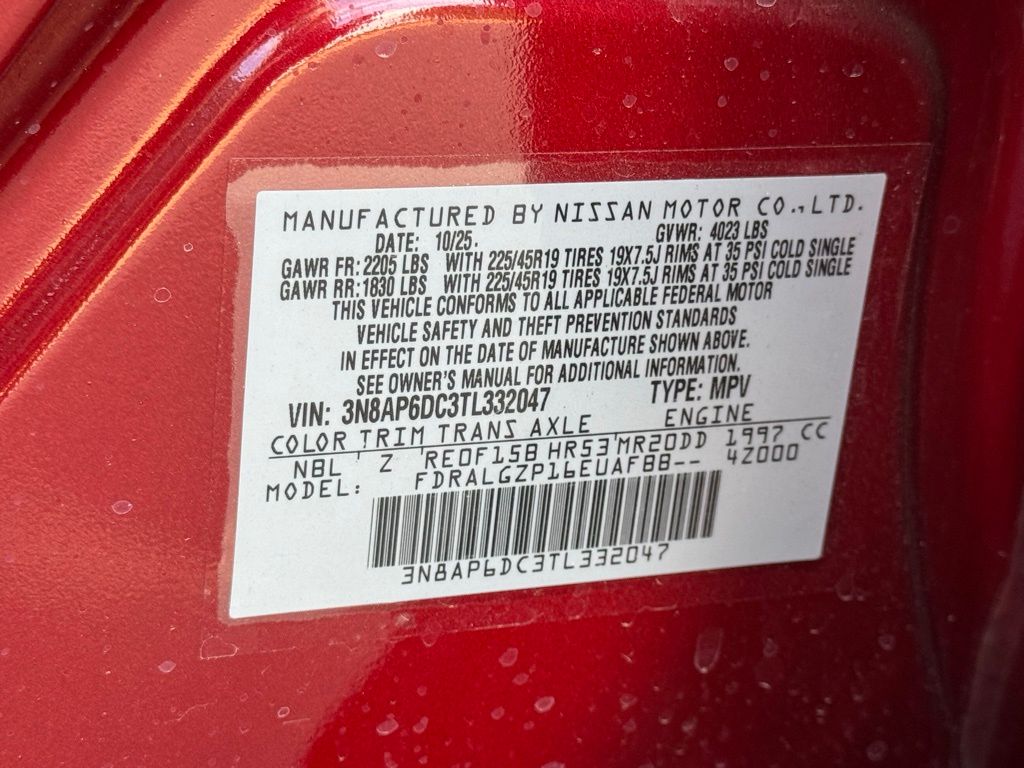 MANUFACTURED BY NISSAN MOTOR CO.,LTD.
DATE: 10/25. GVWR: 4023 LBS
GAWR FR: 2205 LBS WITH 225/45R19 TIRES 19X7.5J RIMS AT 35 PSI COLD SINGLE
GAWR RR: 1830 LBS WITH 225/45R19 TIRES 19X7.5J RIMS AT 35 PSI COLD SINGLE
THIS VEHICLE CONFORMS TO ALL APPLICABLE FEDERAL MOTOR
VEHICLE SAFETY AND THEFT PREVENTION STANDARDS
IN EFFECT ON THE DATE OF MANUFACTURE SHOWN ABOVE.
SEE OWNER'S MANUAL FOR ADDITIONAL INFORMATION.
VIN: 3N8AP6DC3TL332047 TYPE: MPV
COLOR TRIM TRANS AXLE ENGINE
NBL ' Z ' RE0F15B HR53'MR20DD 1997 CC
MODEL: FDRALGZP16EUAFBB-- 4Z000
3N8AP6DC3TL332047